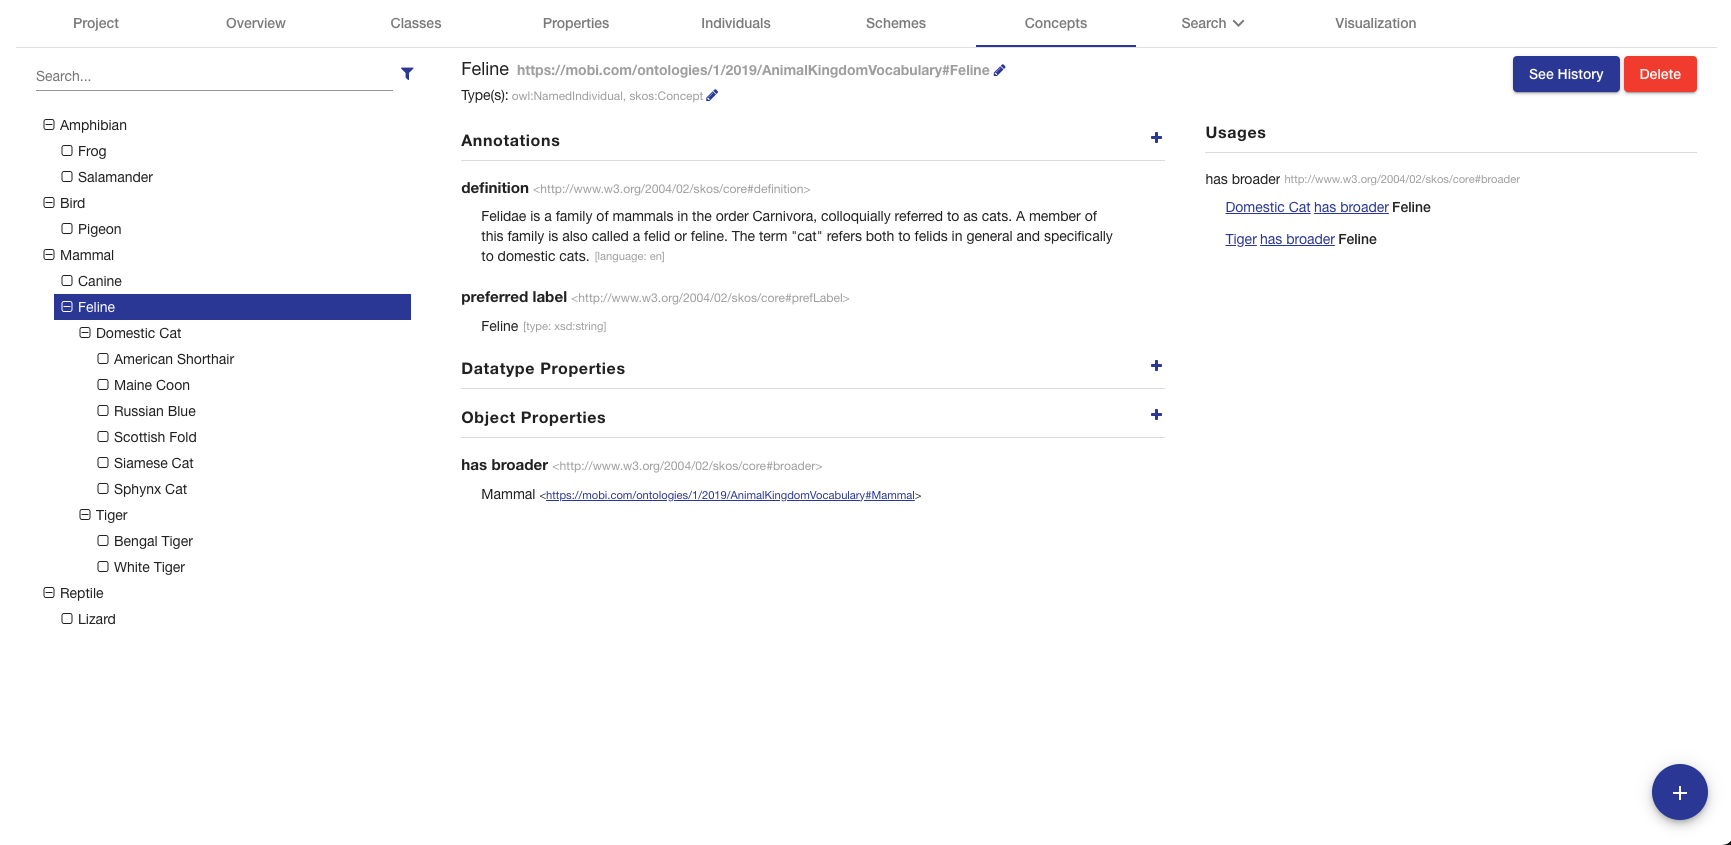 Project Overview Classes Properties Individuals Schemes Concepts Search Visualization
Search...
Amphibian
Frog
Salamander
Bird
Pigeon
Mammal
Canine
Feline
Domestic Cat
American Shorthair
Maine Coon
Russian Blue
Scottish Fold
Siamese Cat
Sphynx Cat
Tiger
Bengal Tiger
White Tiger
Reptile
Lizard
Feline https://mobi.com/ontologies/1/2019/AnimalKingdomVocabulary#Feline
Type(s): owl:NamedIndividual, skos:Concept
See History Delete
Annotations
definition <http://www.w3.org/2004/02/skos/core#definition>
Felidae is a family of mammals in the order Carnivora, colloquially referred to as cats. A member of
this family is also called a felid or feline. The term "cat" refers both to felids in general and specifically
to domestic cats. [language: en]
preferred label <http://www.w3.org/2004/02/skos/core#prefLabel>
Feline [type: xsd:string]
Datatype Properties
Object Properties
has broader <http://www.w3.org/2004/02/skos/core#broader>
Mammal <https://mobi.com/ontologies/1/2019/AnimalKingdomVocabulary#Mammal>
Usages
has broader http://www.w3.org/2004/02/skos/core#broader
Domestic Cat has broader Feline
Tiger has broader Feline